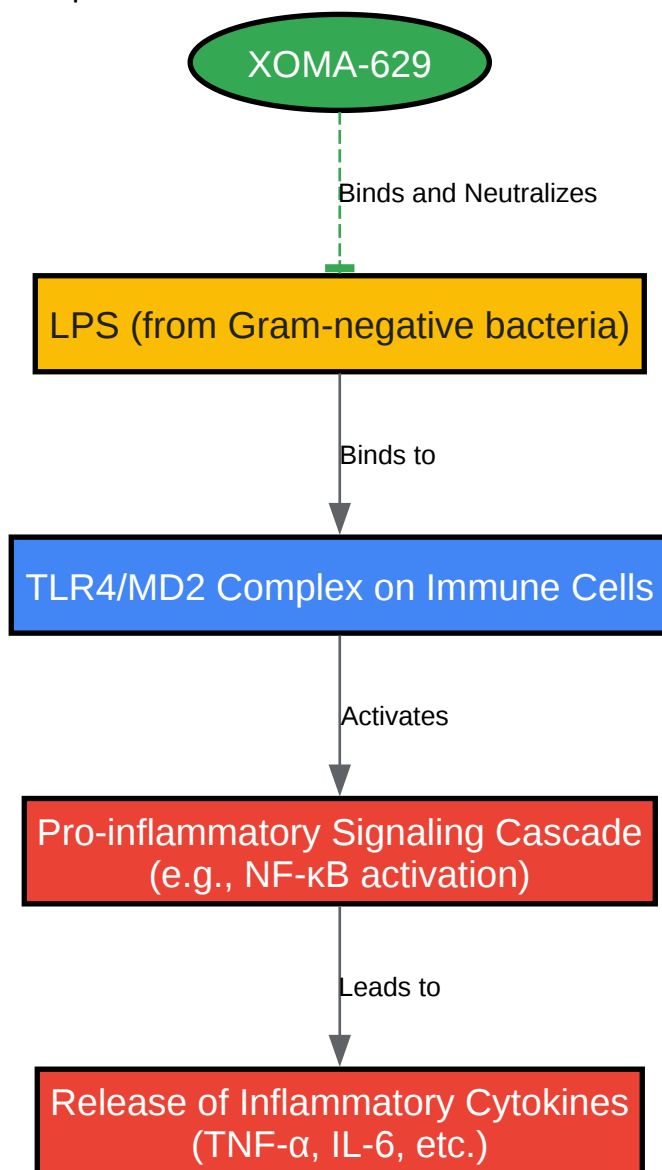 XOMA-629
Binds and Neutralizes
LPS (from Gram-negative bacteria)
Binds to
TLR4/MD2 Complex on Immune Cells
Activates
Pro-inflammatory Signaling Cascade
(e.g., NF-κB activation)
Leads to
Release of Inflammatory Cytokines
(TNF-α, IL-6, etc.)